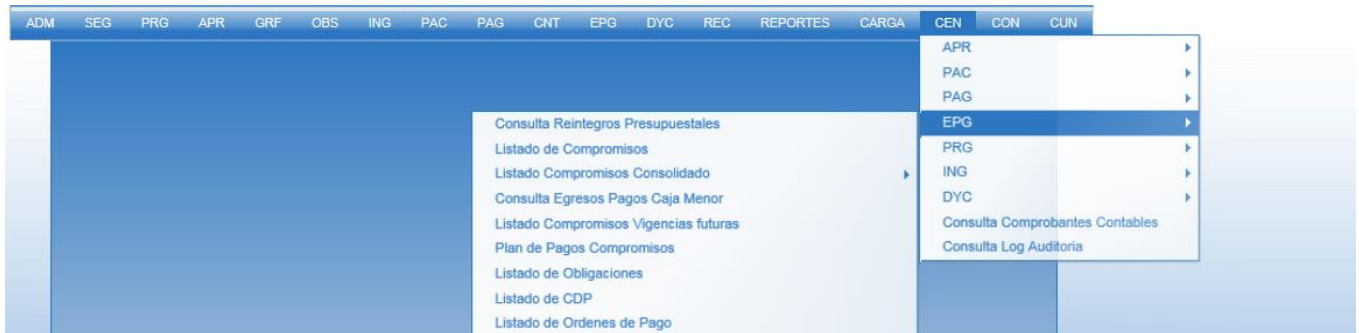 ADM SEG PRG APR GRF OBS ING PAC PAG CNT EPG DYC REC REPORTES CARGA CEN CON CUN
APR
PAC
PAG
EPG
PRG
ING
DYC
Consulta Comprobantes Contables
Consulta Log Auditoria
Consulta Reintegros Presupuestales
Listado de Compromisos
Listado Compromisos Consolidado
Consulta Egresos Pagos Caja Menor
Listado Compromisos Vigencias futuras
Plan de Pagos Compromisos
Listado de Obligaciones
Listado de CDP
Listado de Ordenes de Pago